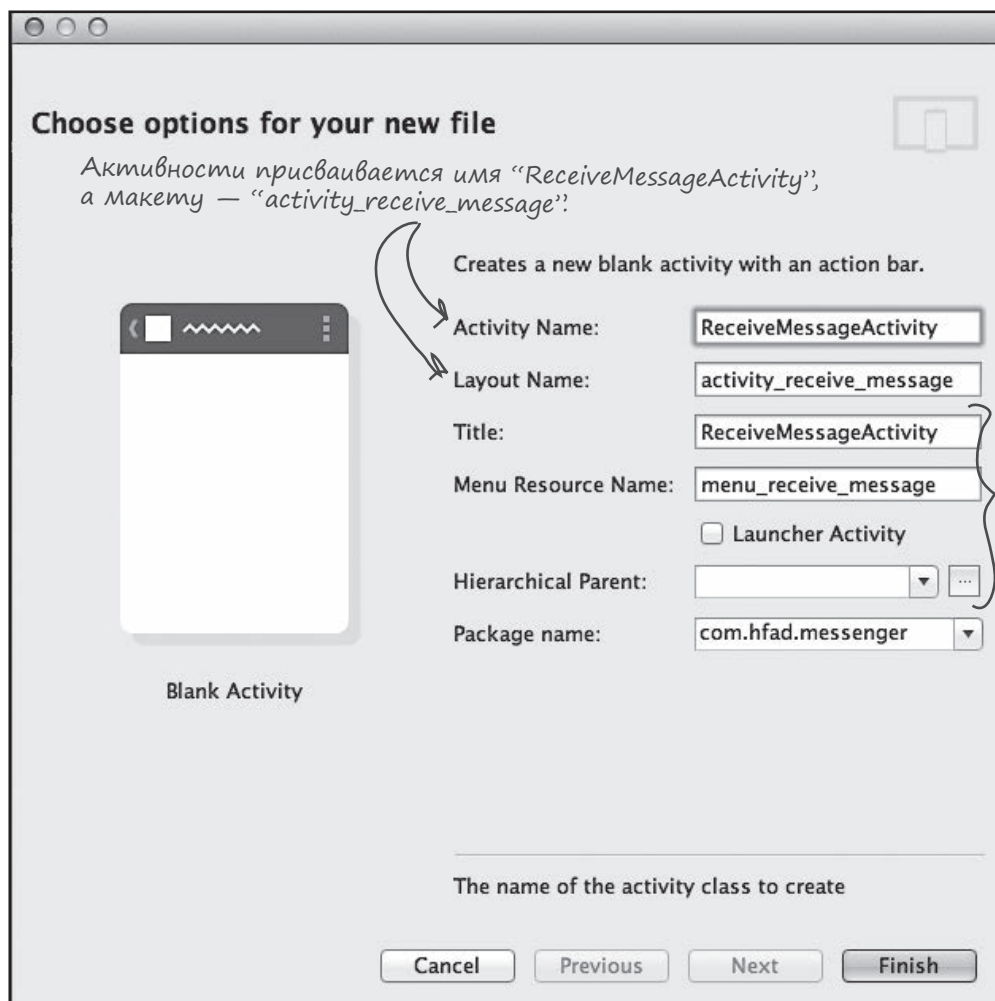 Choose options for your new file
Активности присваивается имя “ReceiveMessageActivity”,
а макету — “activity_receive_message”.
Creates a new blank activity with an action bar.
Activity Name: ReceiveMessageActivity
Layout Name: activity_receive_message
Title: ReceiveMessageActivity
Menu Resource Name: menu_receive_message
Launcher Activity
Hierarchical Parent: ...
Package name: com.hfad.messenger
Blank Activity
The name of the activity class to create
Cancel Previous Next Finish